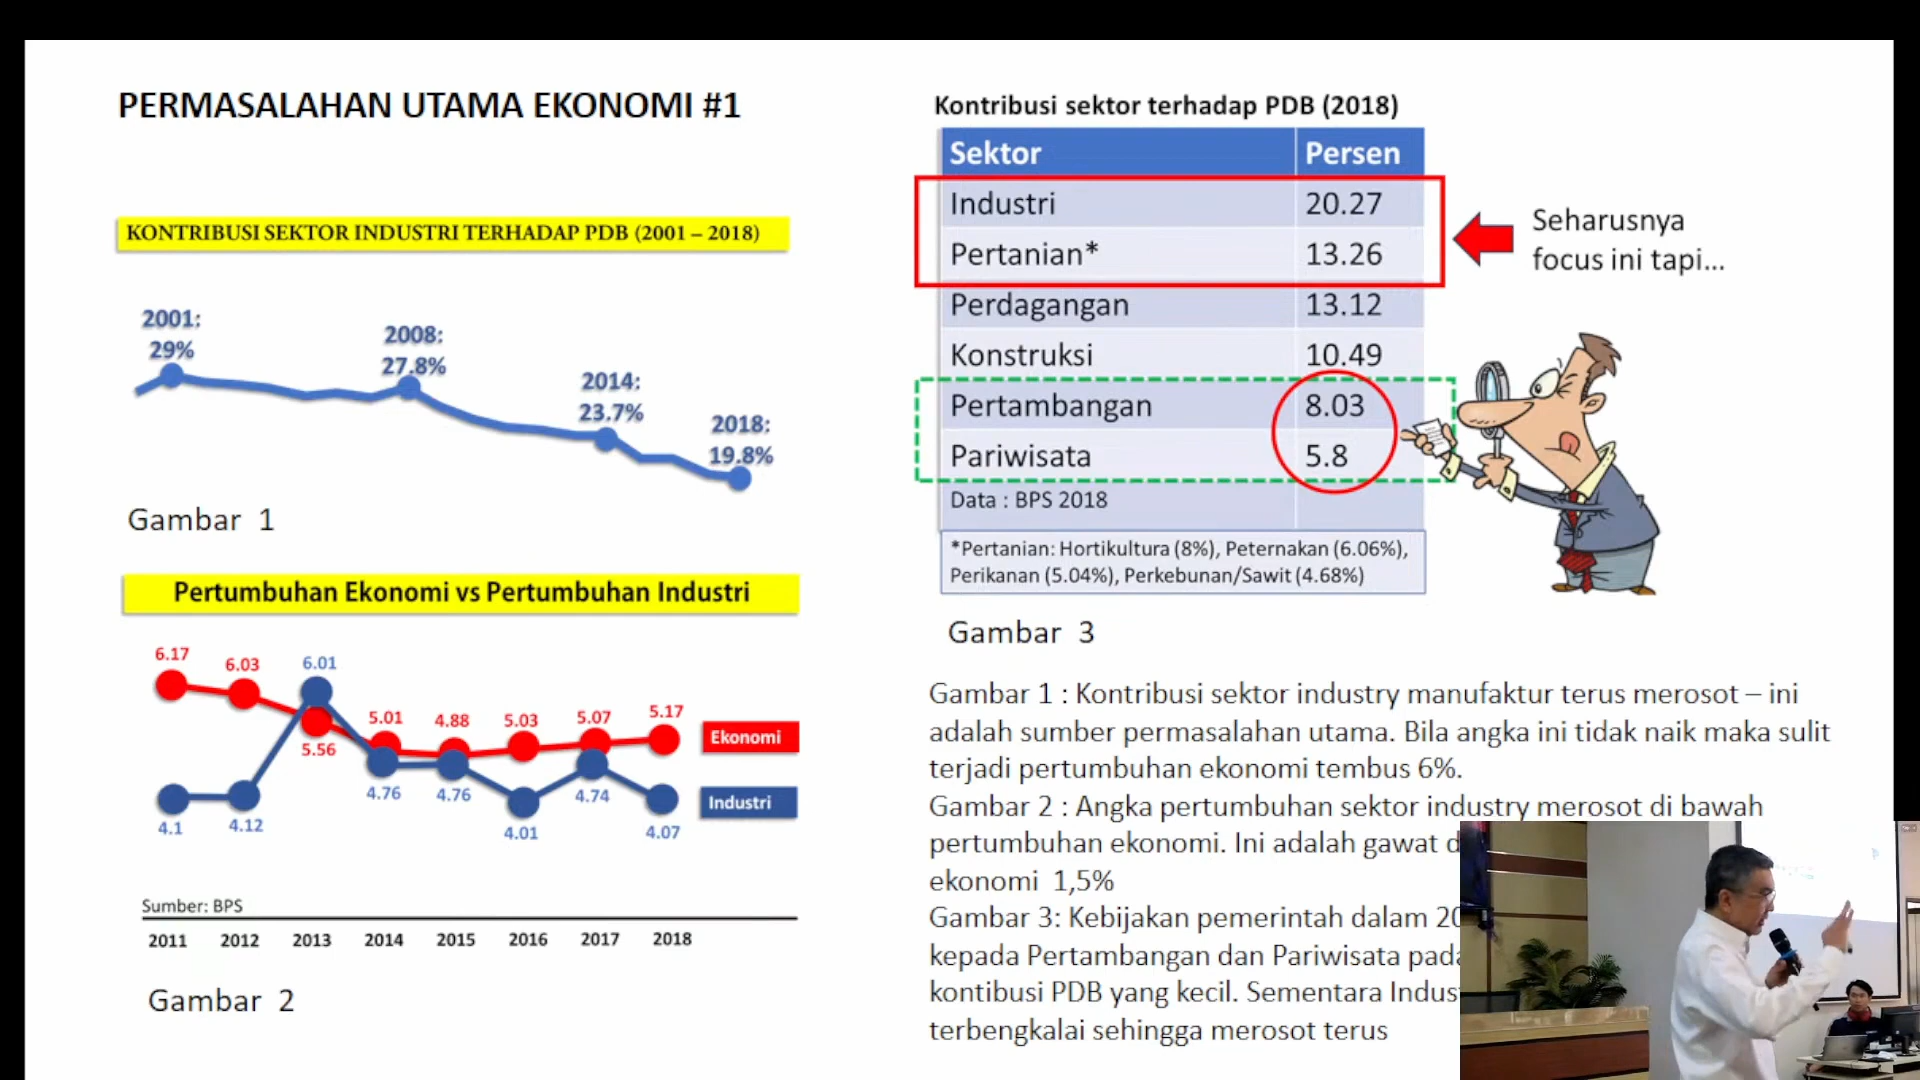 PERMASALAHAN UTAMA EKONOMI #1
KONTRIBUSI SEKTOR INDUSTRI TERHADAP PDB (2001 – 2018)
2001:
29%
2008:
27.8%
2014:
23.7%
2018:
19.8%
Gambar 1
Pertumbuhan Ekonomi vs Pertumbuhan Industri
6.17
6.03
6.01
5.56
5.01
4.88
5.03
5.07
5.17
Ekonomi
4.1
4.12
4.76
4.76
4.01
4.74
4.07
Industri
Sumber: BPS
2011 2012 2013 2014 2015 2016 2017 2018
Gambar 2
Kontribusi sektor terhadap PDB (2018)
Sektor Persen
Industri 20.27
Pertanian* 13.26
Perdagangan 13.12
Konstruksi 10.49
Pertambangan 8.03
Pariwisata 5.8
Data : BPS 2018
*Pertanian: Hortikultura (8%), Peternakan (6.06%),
Perikanan (5.04%), Perkebunan/Sawit (4.68%)
Seharusnya
focus ini tapi...
Gambar 3
Gambar 1 : Kontribusi sektor industry manufaktur terus merosot – ini
adalah sumber permasalahan utama. Bila angka ini tidak naik maka sulit
terjadi pertumbuhan ekonomi tembus 6%.
Gambar 2 : Angka pertumbuhan sektor industry merosot di bawah
pertumbuhan ekonomi. Ini adalah gawat
ekonomi 1,5%
Gambar 3: Kebijakan pemerintah dalam 20
kepada Pertambangan dan Pariwisata pada
kontibusi PDB yang kecil. Sementara Indus
terbengkalai sehingga merosot terus